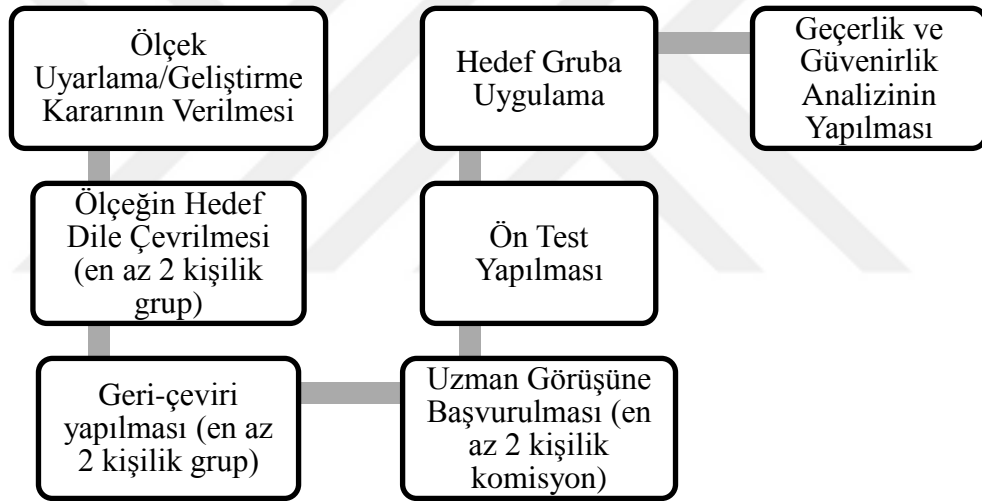 Ölçek
Uyarlama/Geliştirme
Kararının Verilmesi
Ölçeğin Hedef
Dile Çevrilmesi
(en az 2 kişilik
grup)
Geri-çeviri
yapılması (en az
2 kişilik grup)
Uzman Görüşüne
Başvurulması (en
az 2 kişilik
komisyon)
Ön Test
Yapılması
Hedef Gruba
Uygulama
Geçerlik ve
Güvenirlik
Analizinin
Yapılması